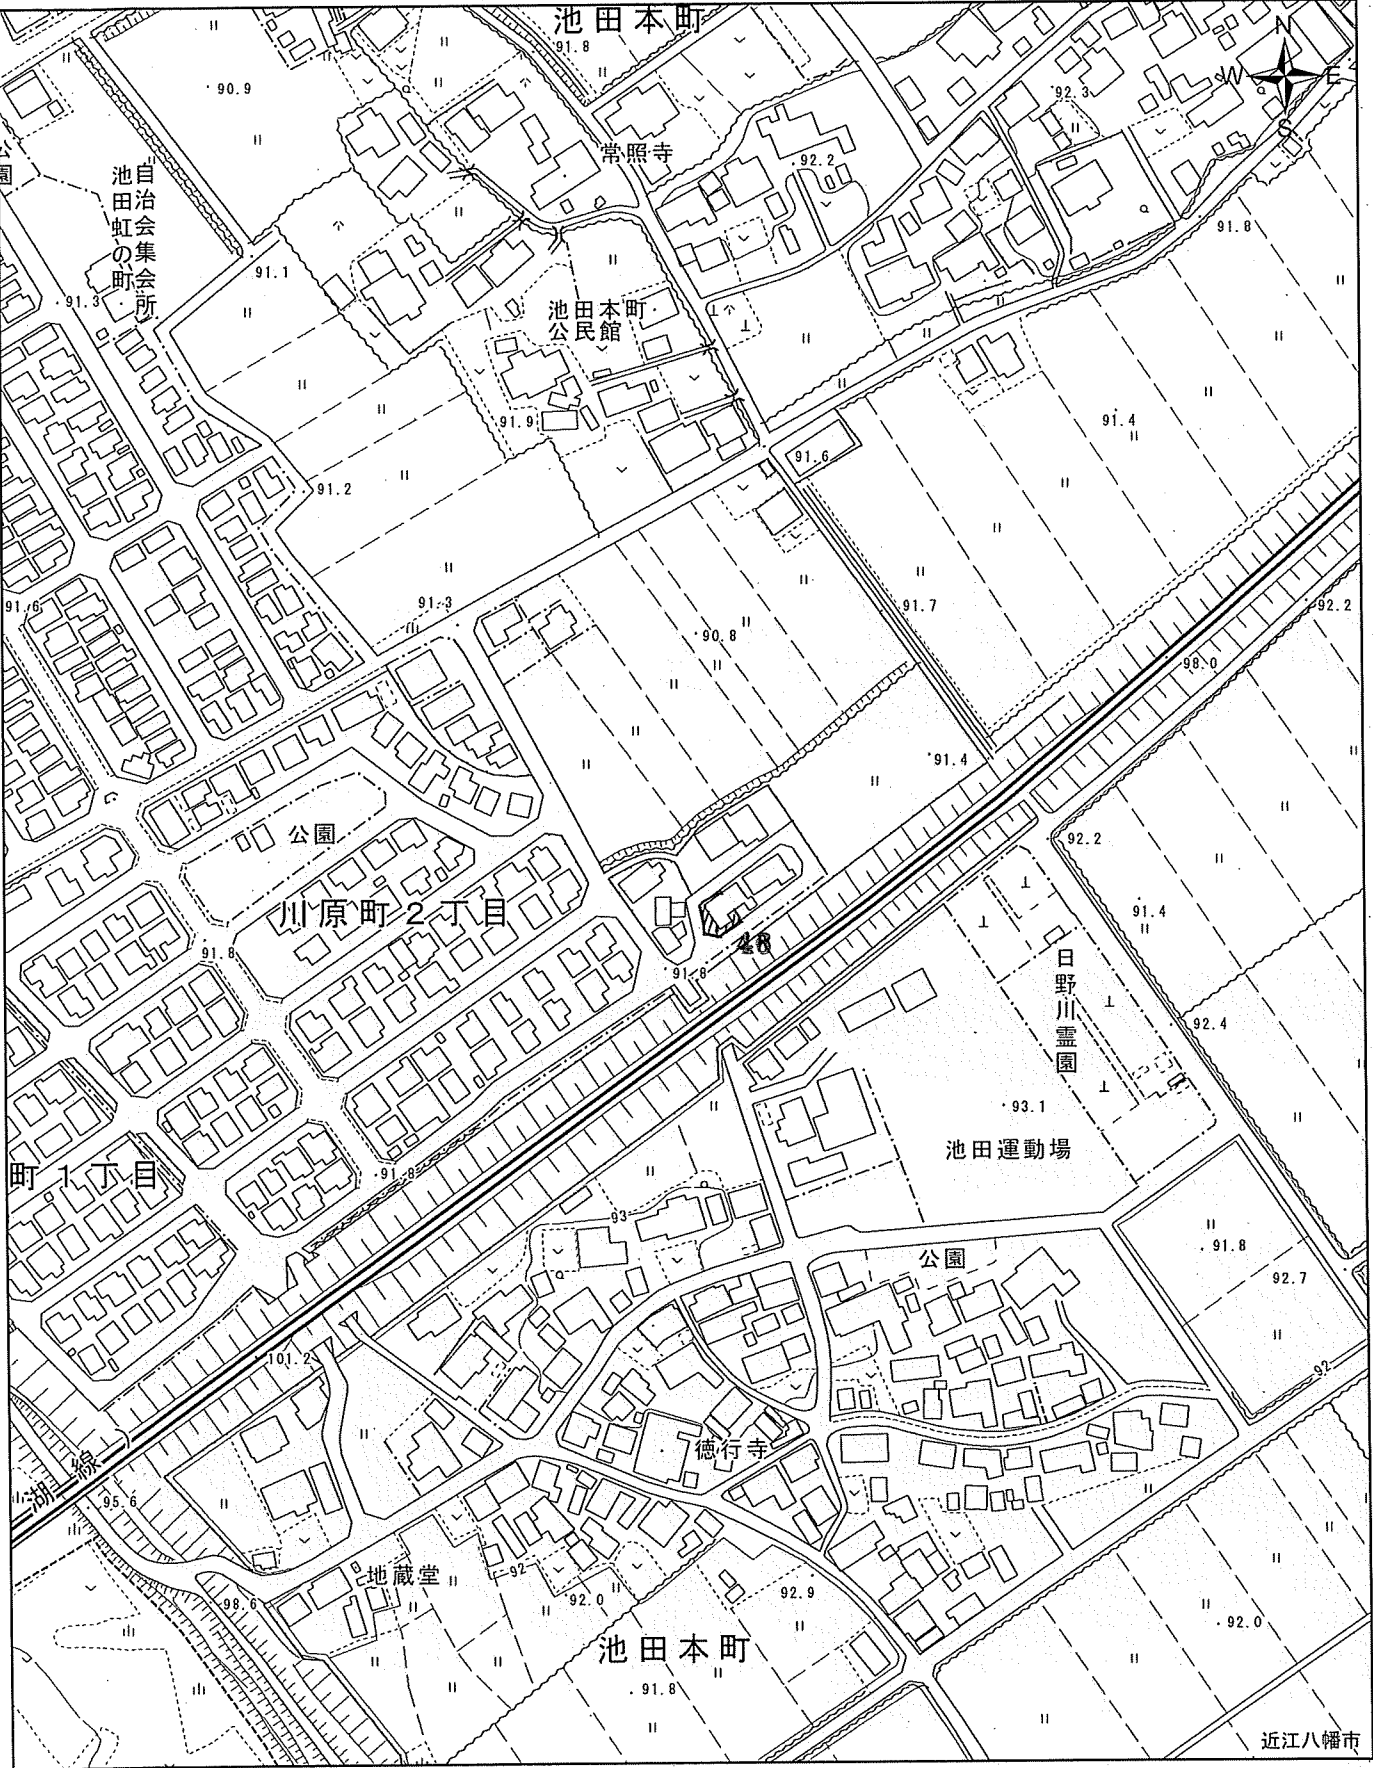 池田本町
91.8
N
W
E
S
90.9
92.3
常照寺
92.2
公園
自治会集会所
池田虹の町
91.8
91.1
91.3
池田本町
公民館
91.9
91.4
91.6
91.2
91.3
91.6
91.7
92.2
90.8
98.0
91.4
公園
92.2
川原町2丁目
91.4
91.8
91.8
日野川霊園
92.4
93.1
池田運動場
町1丁目
91.8
93
公園
91.8
92.7
101.2
92
徳行寺
湖線
95.6
地蔵堂
92
92.0
92.9
98.6
92.0
池田本町
91.8
近江八幡市